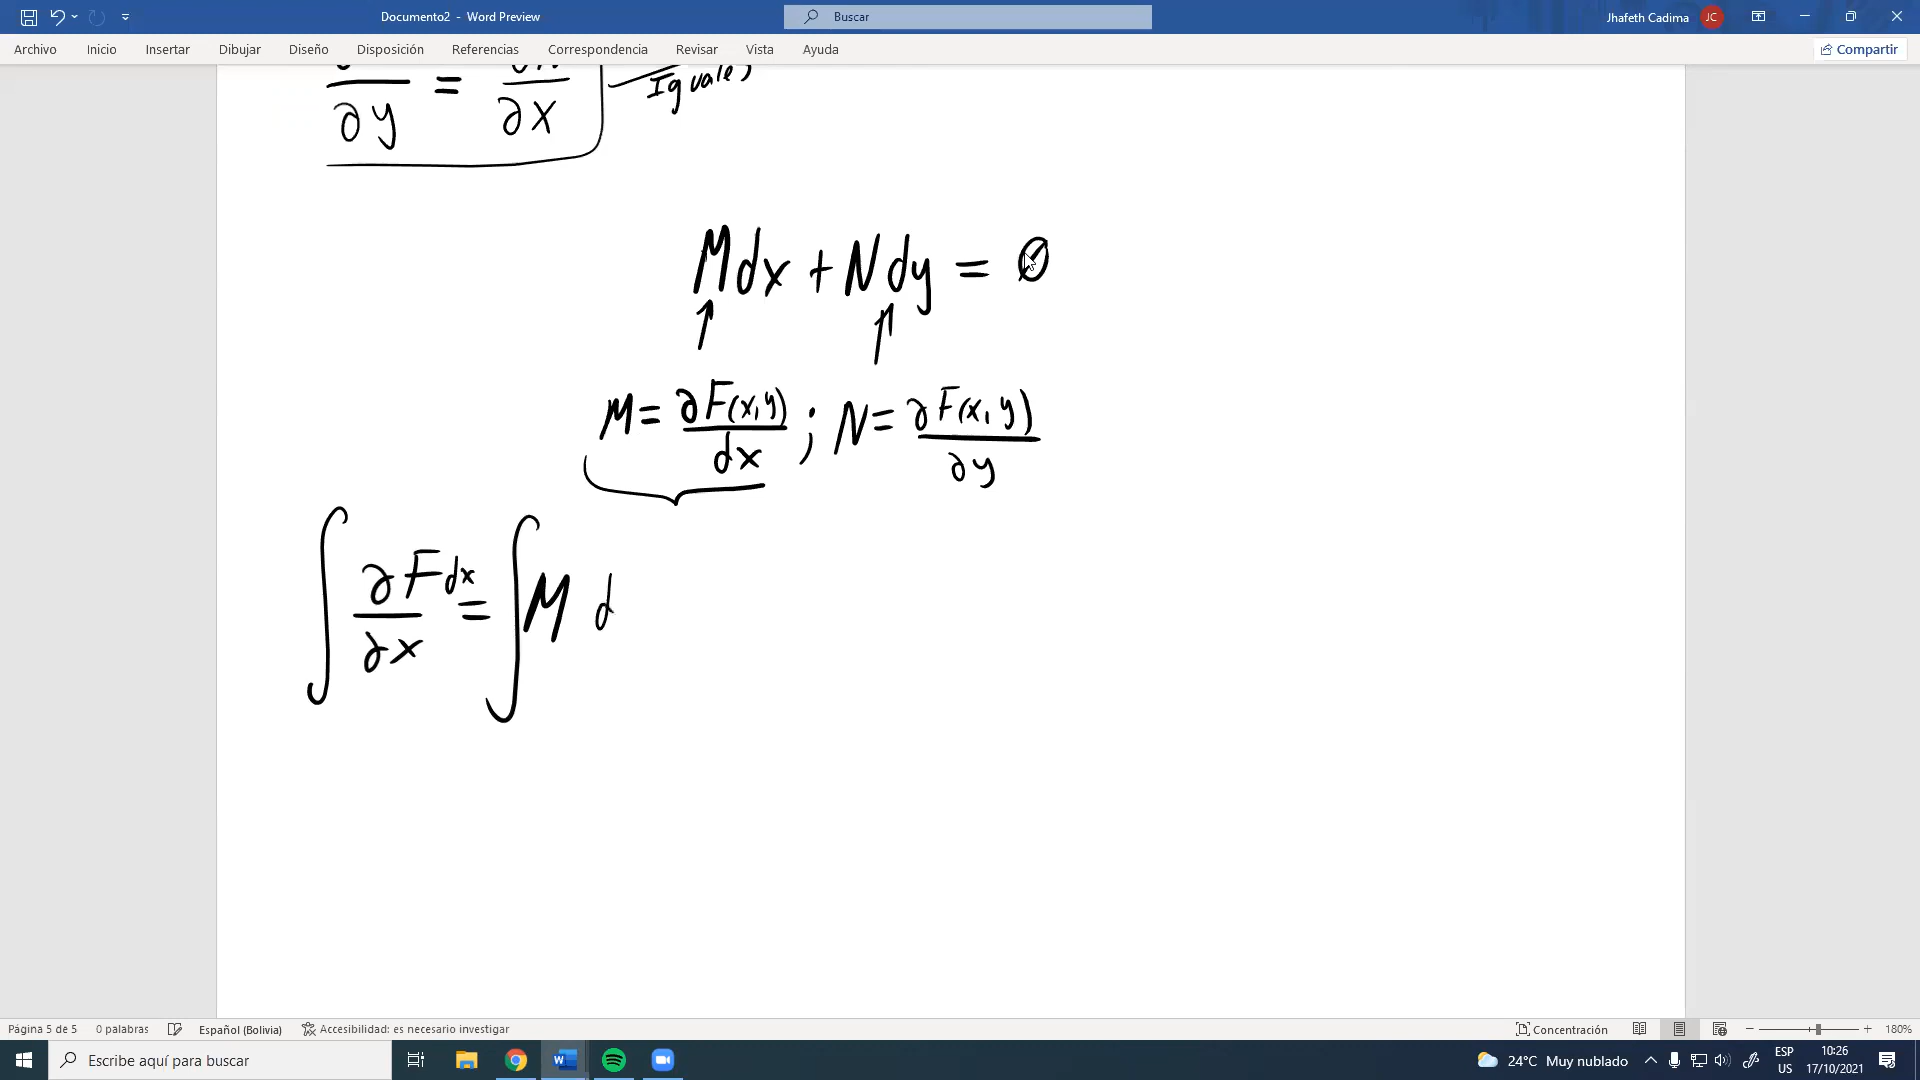 Documento2 - Word Preview
Buscar
Jhafeth Cadima
JC
Archivo Inicio Insertar Dibujar Diseño Disposición Referencias Correspondencia Revisar Vista Ayuda
Compartir
∂y = ∂x
Iguales
Mdx + Ndy = 0
M = ∂F(x,y)/dx ; N = ∂F(x,y)/∂y
∫ ∂F/∂x dx = ∫ M d
Página 5 de 5 0 palabras Español (Bolivia) Accesibilidad: es necesario investigar
Concentración
180%
Escribe aquí para buscar
24°C Muy nublado
ESP
US
10:26
17/10/2021